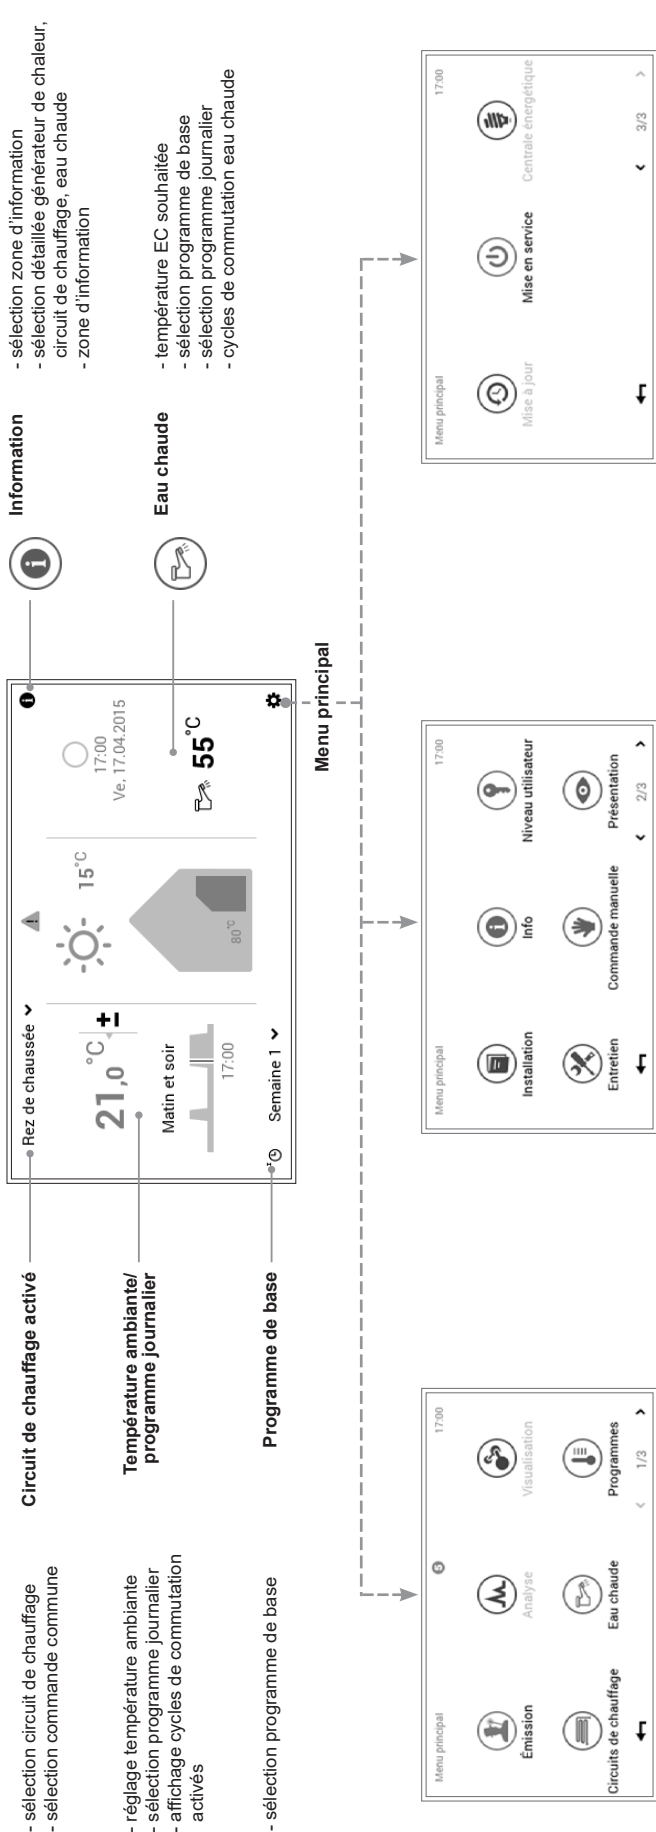 - sélection circuit de chauffage
- sélection commande commune
Circuit de chauffage activé
- réglage température ambiante
- sélection programme journalier
- affichage cycles de commutation
activés
Température ambiante/
programme journalier
- sélection programme de base
Programme de base
Rez de chaussée
21,0 °C
±
Matin et soir
17:00
Semaine 1
15°C
80°C
17:00
Ve, 17.04.2015
55°C
Information
- sélection zone d'information
- sélection détaillée générateur de chaleur,
circuit de chauffage, eau chaude
- zone d'information
Eau chaude
- température EC souhaitée
- sélection programme de base
- sélection programme journalier
- cycles de commutation eau chaude
Menu principal
Menu principal
5
17:00
Émission
Analyse
Visualisation
Circuits de chauffage
Eau chaude
Programmes
1/3
Menu principal
17:00
Installation
Info
Niveau utilisateur
Entretien
Commande manuelle
Présentation
2/3
Menu principal
17:00
Mise à jour
Mise en service
Centrale énergétique
3/3